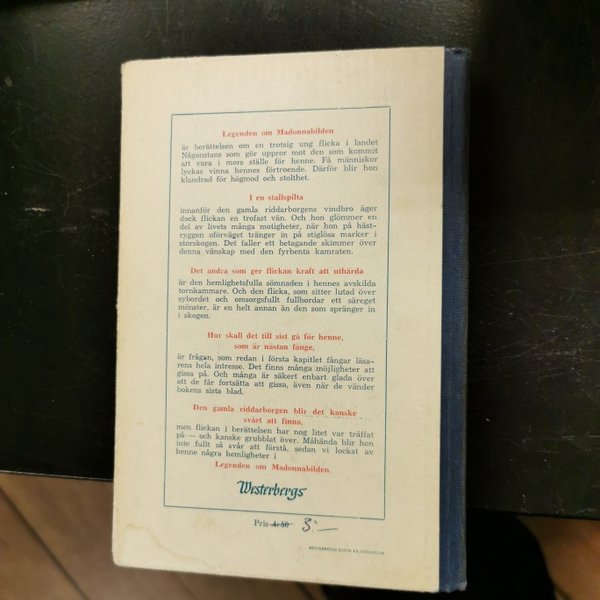 Legenden om Madonnabilden
är berättelsen om en trotsig ung flicka i landet
Någonstans som gör uppror mot den som kommit
att vara i mors ställe för henne. Få människor
lyckas vinna hennes förtroende. Därför blir hon
klandrad för högmod och stolthet.
I en stallspilta
innanför den gamla riddarborgens vindbro äger
dock flickan en trofast vän. Och hon glömmer en
del av livets många motigheter, när hon på häst-
ryggen oförväget tränger in på stiglösa marker i
storskogen. Det faller ett betagande skimmer över
denna vänskap med den fyrbenta kamraten.
Det andra som ger flickan kraft att uthärda
är den hemlighetsfulla sömnaden i hennes avskilda
tornkammare. Och den flicka, som sitter lutad över
sybordet och omsorgsfullt fullbordar ett säreget
mönster, är en helt annan än den som spränger in
i skogen.
Hur skall det till sist gå för henne,
som är nästan fånge,
är frågan, som redan i första kapitlet fångar läsa-
rens hela intresse. Det finns många möjligheter att
gissa på. Och många är säkert enbart glada över
att de får fortsätta att gissa, även när de vänder
bokens sista blad.
Den gamla riddarborgen blir det kanske
svårt att finna,
men flickan i berättelsen har nog litet var träffat
på — och kanske grubblat över. Måhända blir hon
inte fullt så svår att förstå, sedan vi lockat av
henne några hemligheter i
Legenden om Madonnabilden.
Westerbergs
Pris 4: 50 3:—
WESTERBERGS BOKTR. A.B. STOCKHOLM